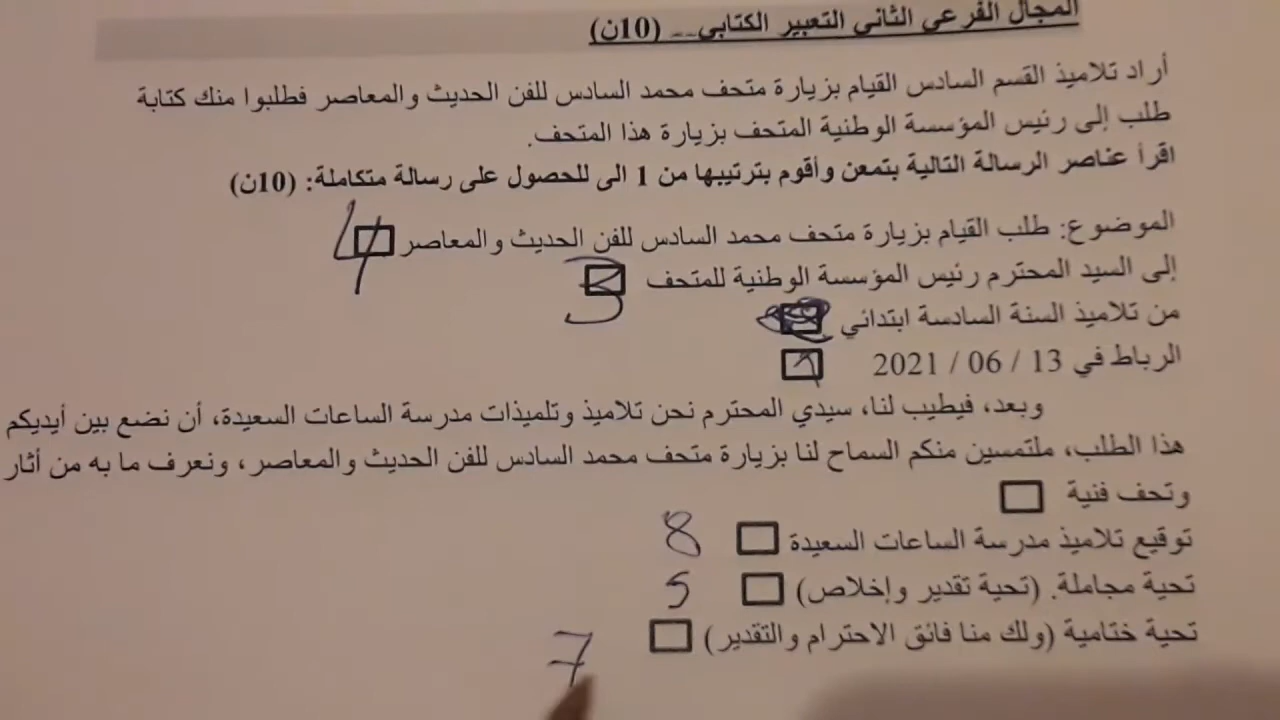 المجال الفرعي الثاني التعبير الكتابي.. (10ن)
أراد تلاميذ القسم السادس القيام بزيارة متحف محمد السادس للفن الحديث والمعاصر فطلبوا منك كتابة
طلب إلى رئيس المؤسسة الوطنية المتحف بزيارة هذا المتحف.
اقرأ عناصر الرسالة التالية بتمعن وأقوم بترتيبها من 1 الى للحصول على رسالة متكاملة: (10ن)
الموضوع: طلب القيام بزيارة متحف محمد السادس للفن الحديث والمعاصر 4
إلى السيد المحترم رئيس المؤسسة الوطنية للمتحف 3
من تلاميذ السنة السادسة ابتدائي
الرباط في 13 / 06 / 2021 1
وبعد، فيطيب لنا، سيدي المحترم نحن تلاميذ وتلميذات مدرسة الساعات السعيدة، أن نضع بين أيديكم
هذا الطلب، ملتمسين منكم السماح لنا بزيارة متحف محمد السادس للفن الحديث والمعاصر، ونعرف ما به من أثار
وتحف فنية
توقيع تلاميذ مدرسة الساعات السعيدة 8
تحية مجاملة. (تحية تقدير وإخلاص) 5
تحية ختامية (ولك منا فائق الاحترام والتقدير) 7